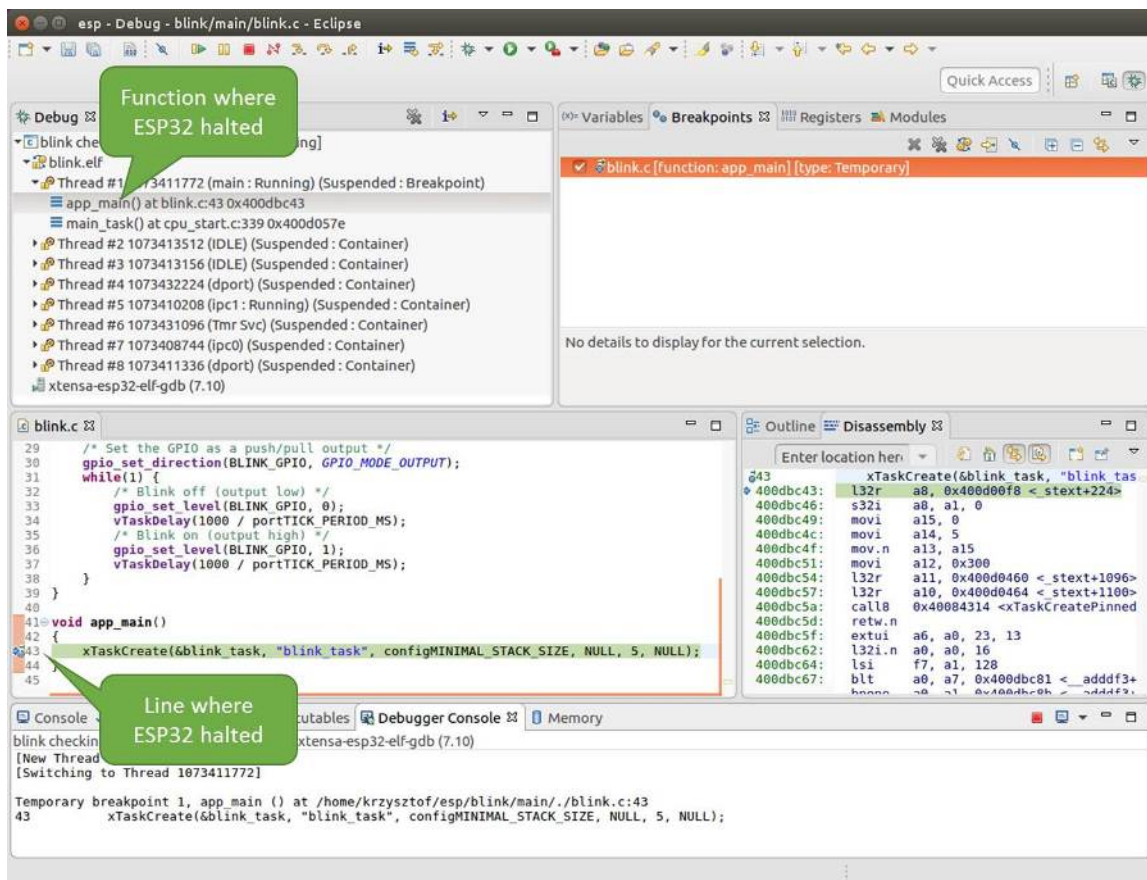 esp - Debug - blink/main/blink.c - Eclipse
Quick Access
Function where
ESP32 halted
Debug
blink che
ing]
blink.elf
Thread #1 1073411772 (main : Running) (Suspended : Breakpoint)
app_main() at blink.c:43 0x400dbc43
main_task() at cpu_start.c:339 0x400d057e
Thread #2 1073413512 (IDLE) (Suspended : Container)
Thread #3 1073413156 (IDLE) (Suspended : Container)
Thread #4 1073432224 (dport) (Suspended : Container)
Thread #5 1073410208 (ipc1 : Running) (Suspended : Container)
Thread #6 1073431096 (Tmr Svc) (Suspended : Container)
Thread #7 1073408744 (ipc0) (Suspended : Container)
Thread #8 1073411336 (dport) (Suspended : Container)
xtensa-esp32-elf-gdb (7.10)
(x)= Variables Breakpoints Registers Modules
blink.c [function: app_main] [type: Temporary]
No details to display for the current selection.
blink.c
29 /* Set the GPIO as a push/pull output */
30 gpio_set_direction(BLINK_GPIO, GPIO_MODE_OUTPUT);
31 while(1) {
32 /* Blink off (output low) */
33 gpio_set_level(BLINK_GPIO, 0);
34 vTaskDelay(1000 / portTICK_PERIOD_MS);
35 /* Blink on (output high) */
36 gpio_set_level(BLINK_GPIO, 1);
37 vTaskDelay(1000 / portTICK_PERIOD_MS);
38 }
39 }
40
41 void app_main()
42 {
43 xTaskCreate(&blink_task, "blink_task", configMINIMAL_STACK_SIZE, NULL, 5, NULL);
44
45
Outline Disassembly
Enter location her
43 xTaskCreate(&blink_task, "blink_tas
400dbc43: l32r a8, 0x400d00f8 <_stext+224>
400dbc46: s32i a8, a1, 0
400dbc49: movi a15, 0
400dbc4c: movi a14, 5
400dbc4f: mov.n a13, a15
400dbc51: movi a12, 0x300
400dbc54: l32r a11, 0x400d0460 <_stext+1096>
400dbc57: l32r a10, 0x400d0464 <_stext+1100>
400dbc5a: call8 0x40084314 <xTaskCreatePinned
400dbc5d: retw.n
400dbc5f: extui a6, a0, 23, 13
400dbc62: l32i.n a0, a0, 16
400dbc64: lsi f7, a1, 128
400dbc67: blt a0, a7, 0x400dbc81 <__adddf3+
Line where
ESP32 halted
Console
cutables Debugger Console Memory
blink checkin
xtensa-esp32-elf-gdb (7.10)
[New Thread
[Switching to Thread 1073411772]
Temporary breakpoint 1, app_main () at /home/krzysztof/esp/blink/main/./blink.c:43
43 xTaskCreate(&blink_task, "blink_task", configMINIMAL_STACK_SIZE, NULL, 5, NULL);